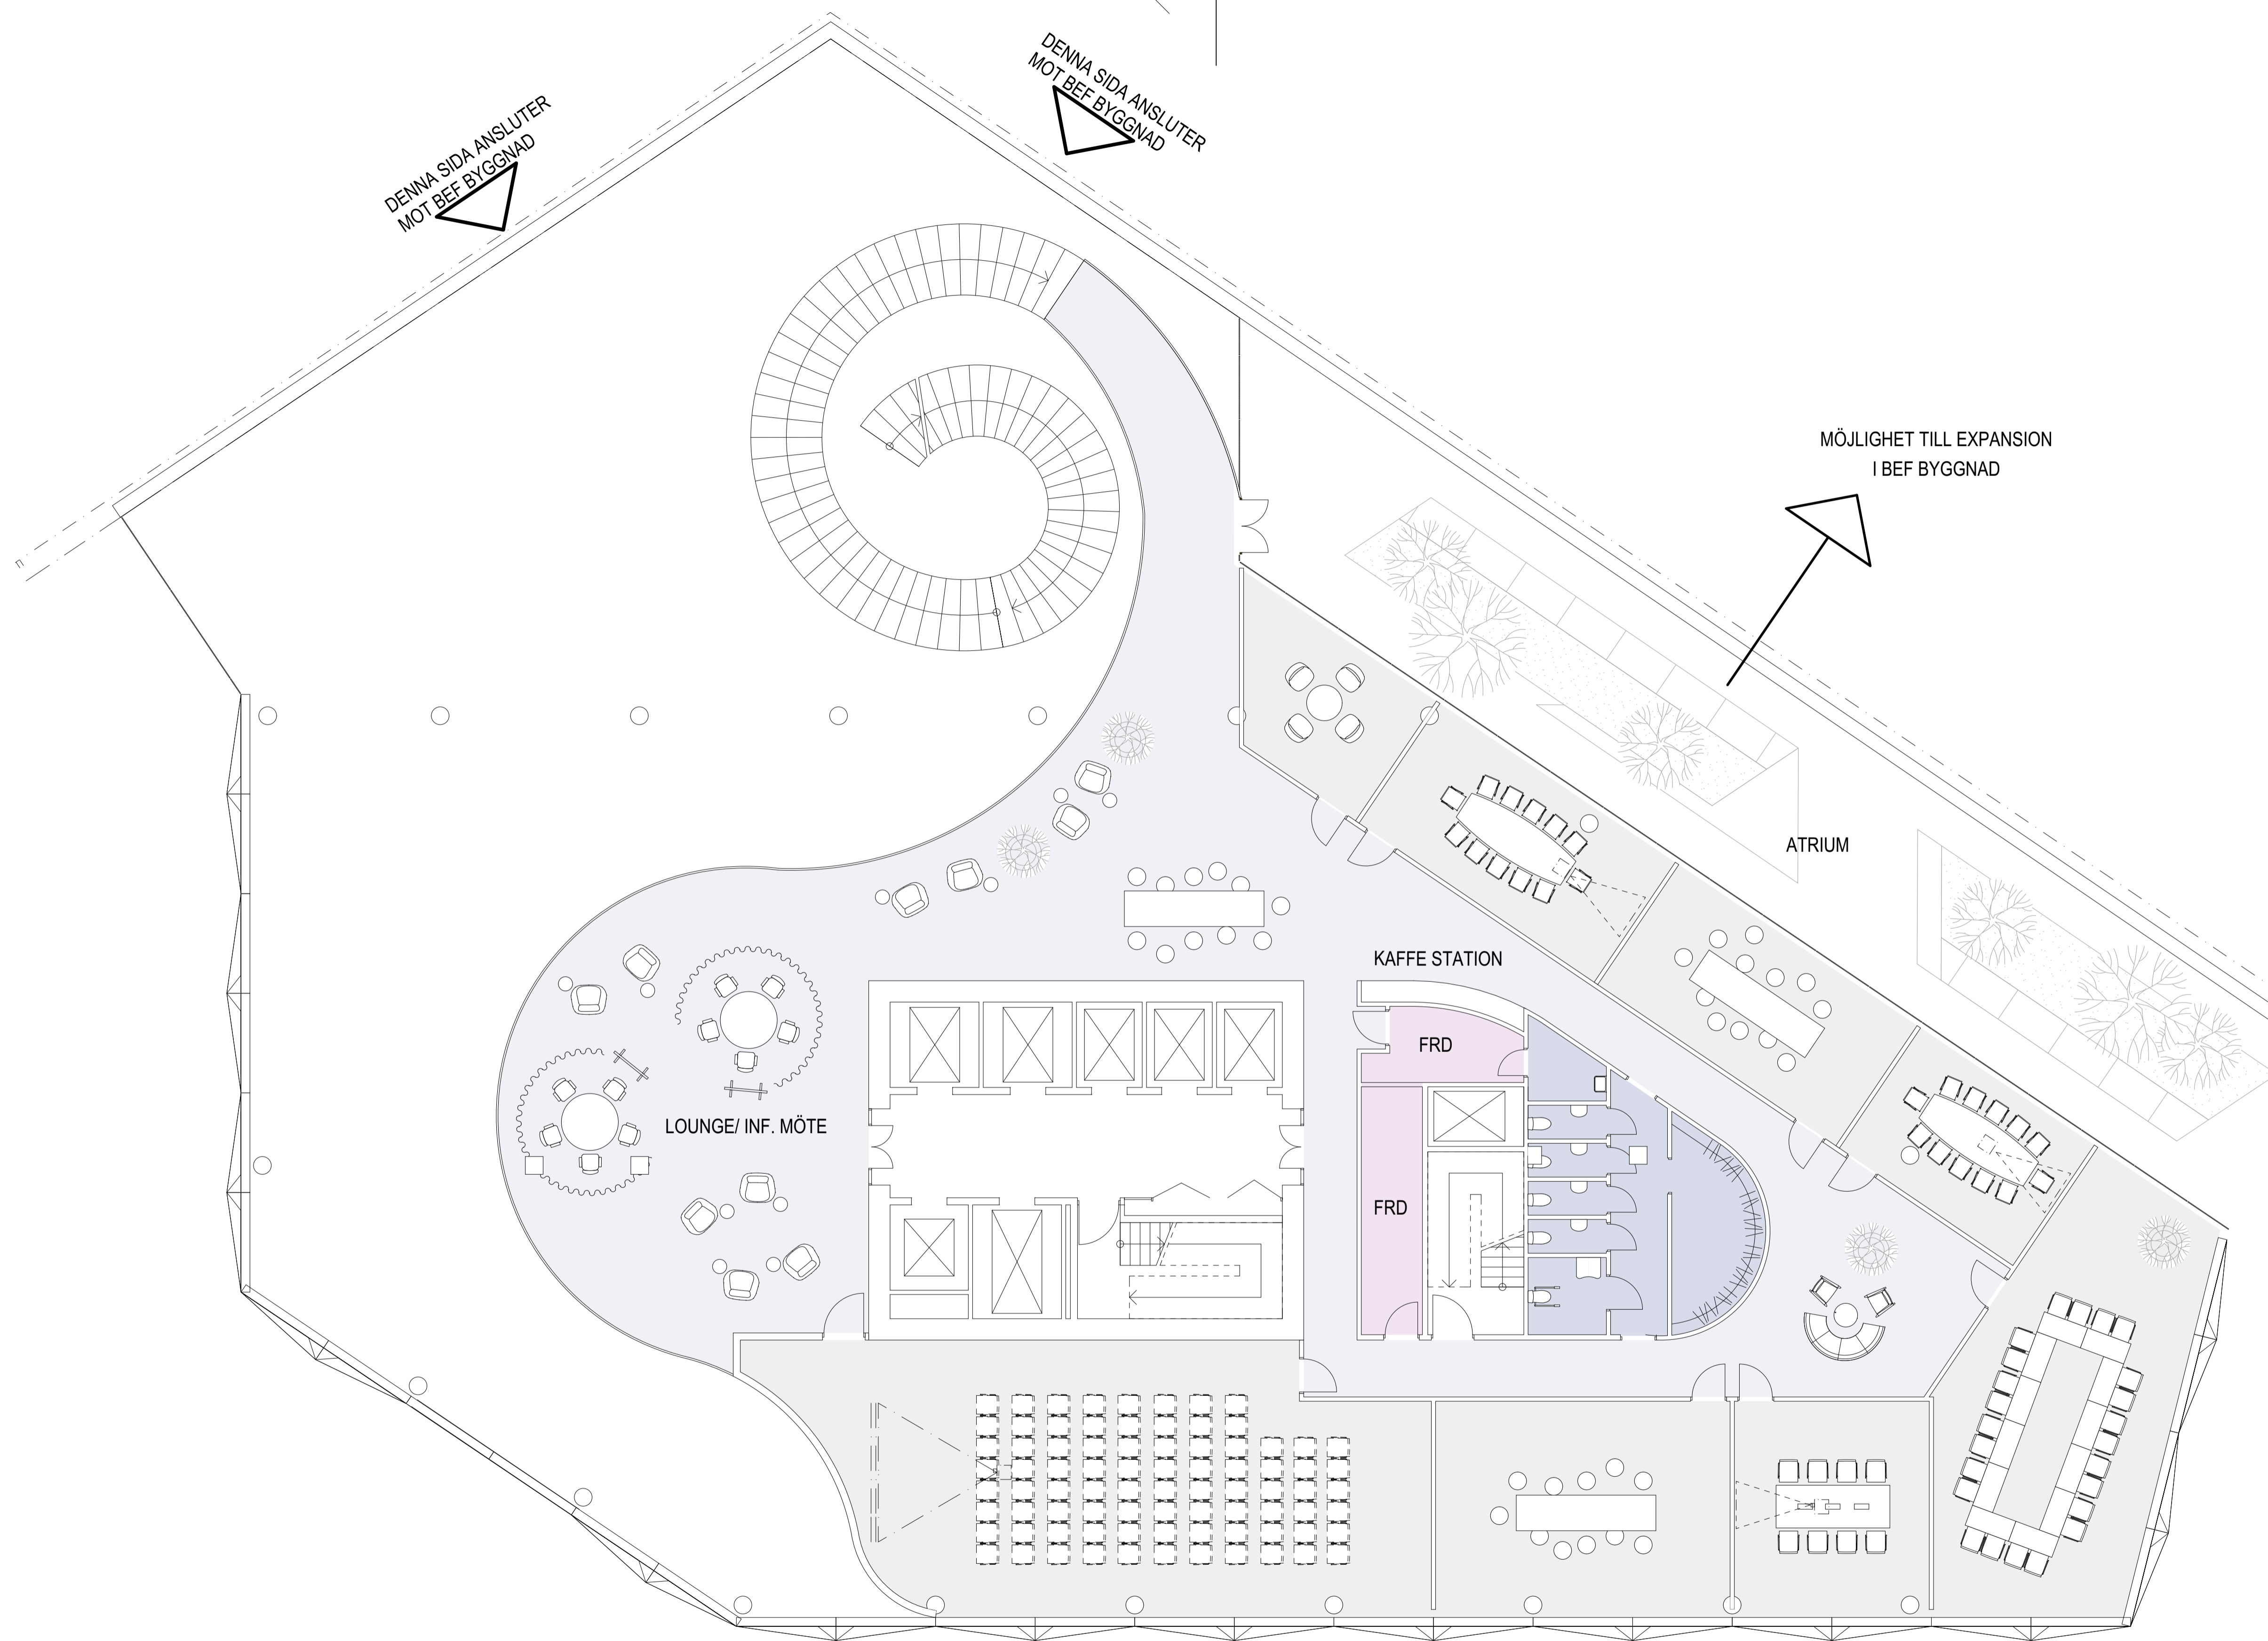 DENNA SIDA ANSLUTER
MOT BEF BYGGNAD
DENNA SIDA ANSLUTER
MOT BEF BYGGNAD
MÖJLIGHET TILL EXPANSION
I BEF BYGGNAD
ATRIUM
KAFFE STATION
FRD
LOUNGE/ INF. MÖTE
FRD